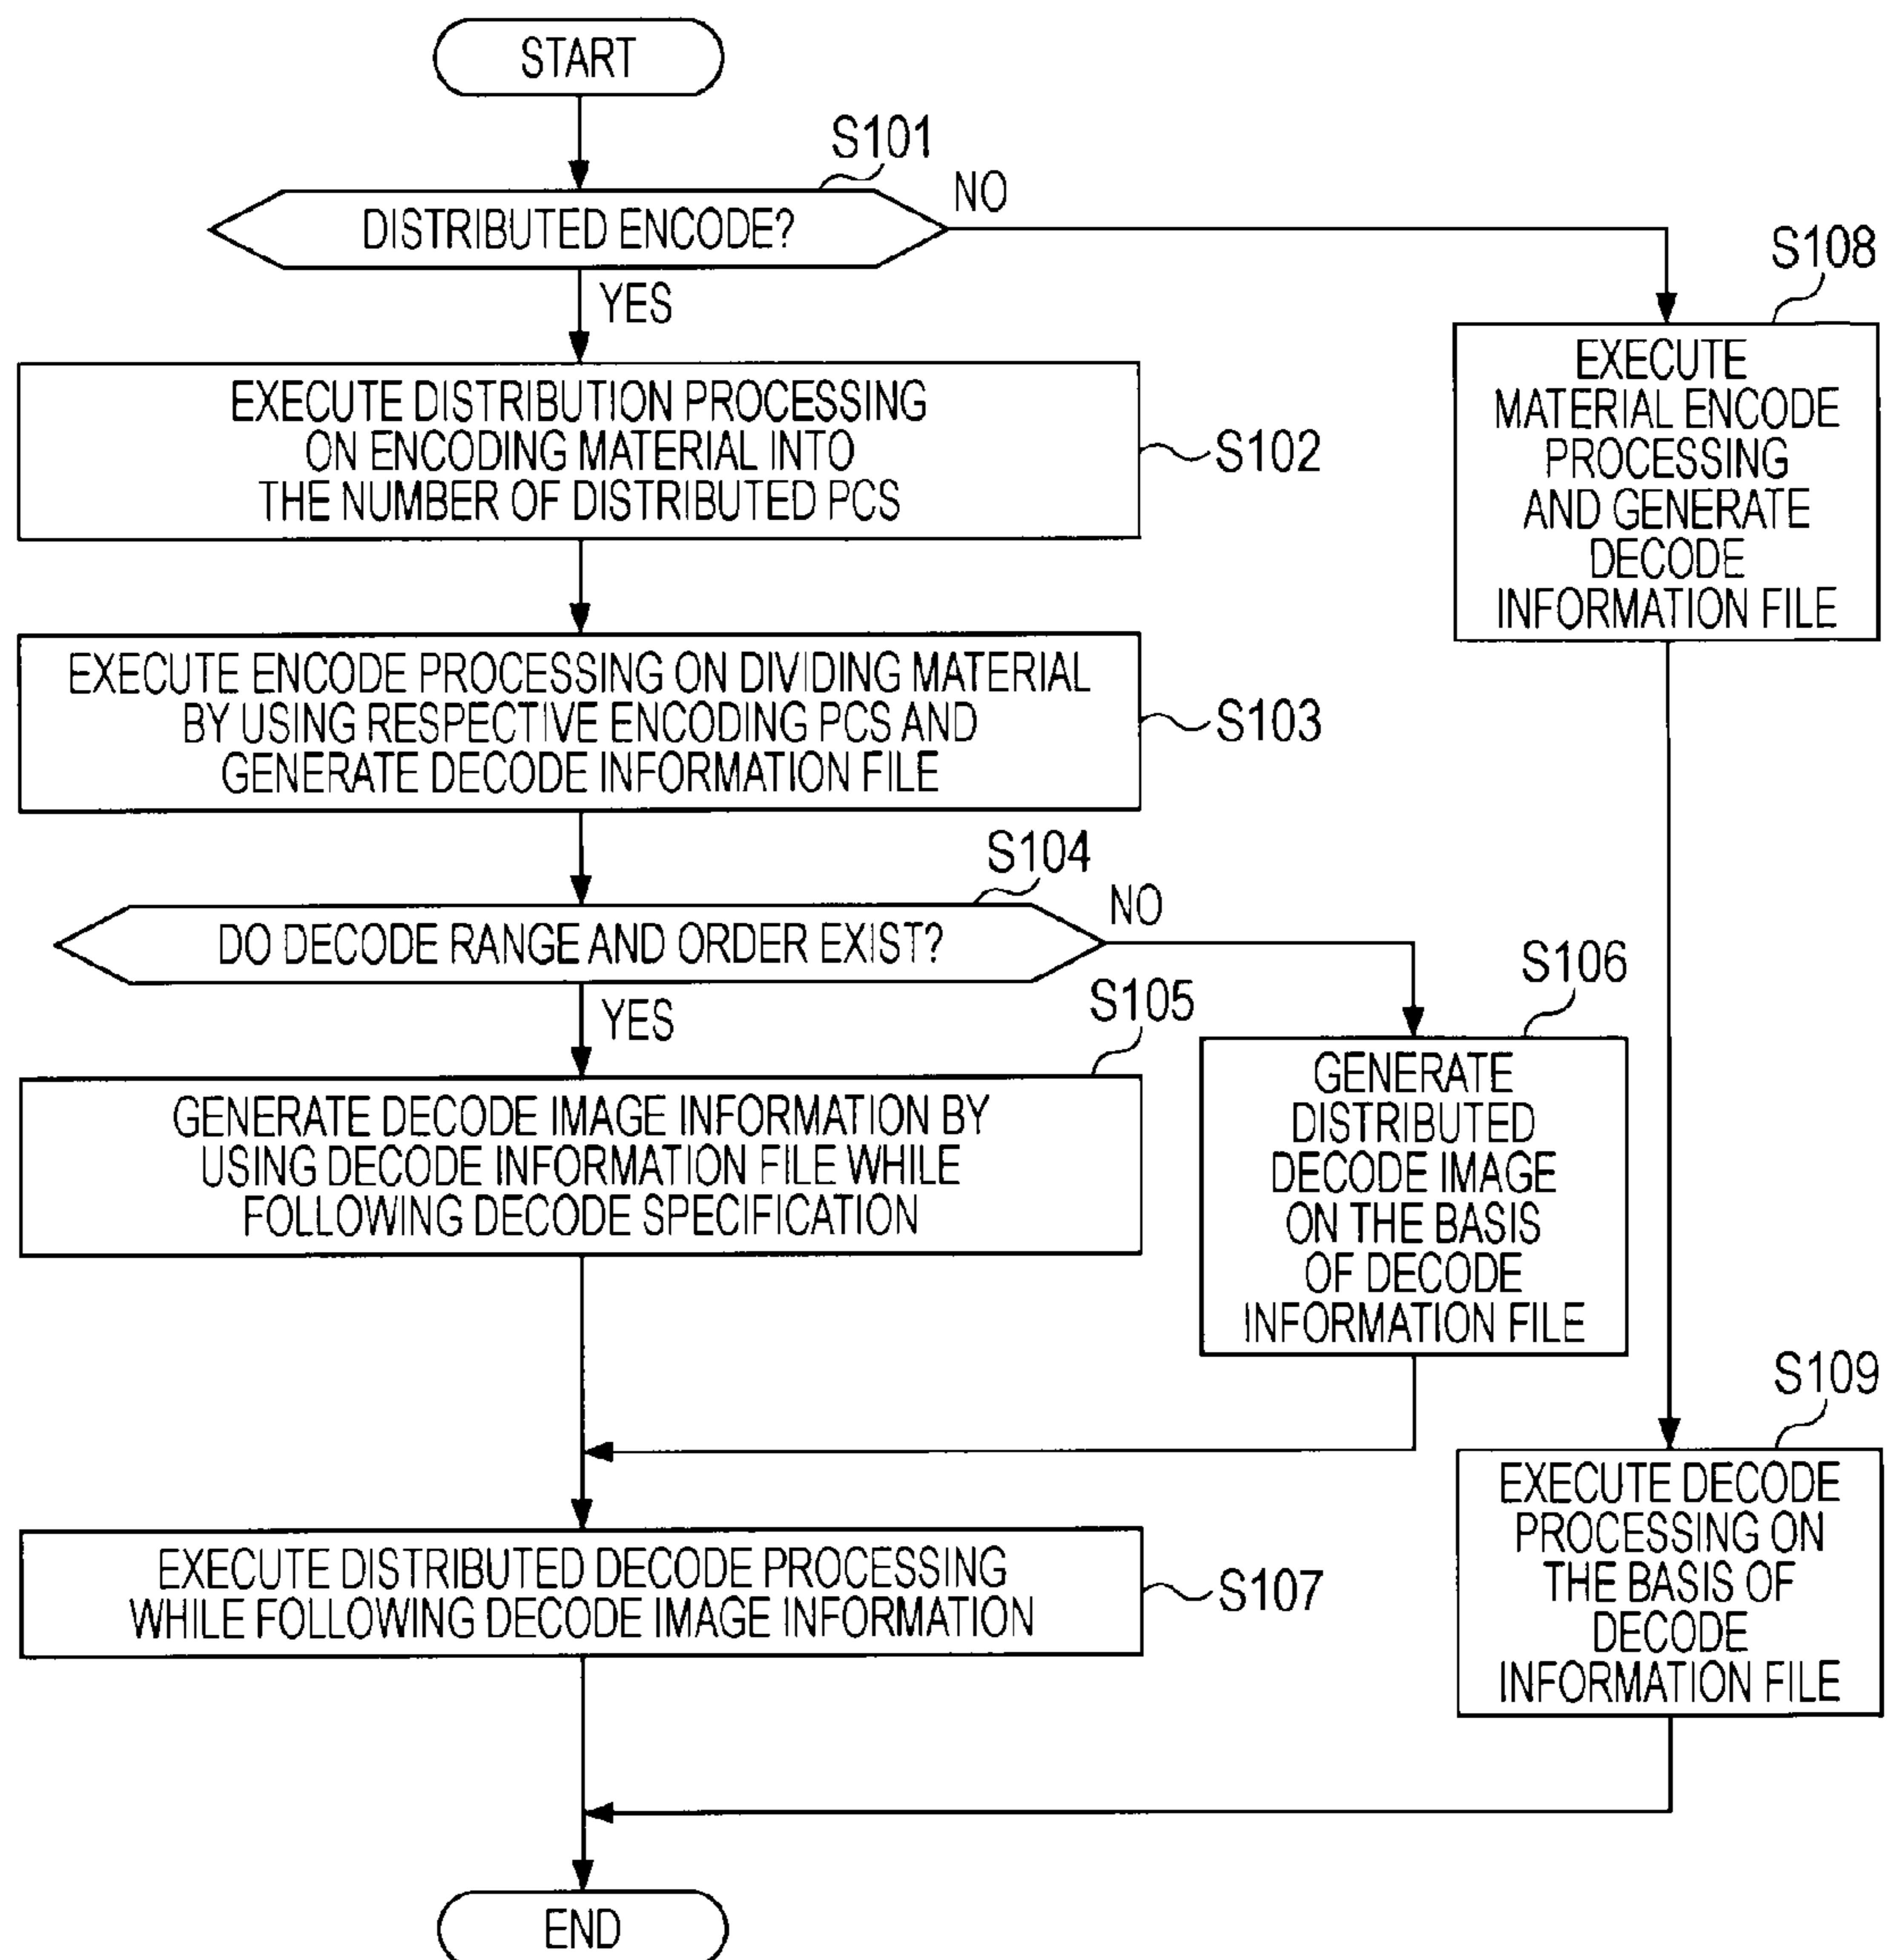 START
S101
DISTRIBUTED ENCODE?
NO
YES
EXECUTE DISTRIBUTION PROCESSING
ON ENCODING MATERIAL INTO
THE NUMBER OF DISTRIBUTED PCS
S102
S108
EXECUTE
MATERIAL ENCODE
PROCESSING
AND GENERATE
DECODE
INFORMATION FILE
EXECUTE ENCODE PROCESSING ON DIVIDING MATERIAL
BY USING RESPECTIVE ENCODING PCS AND
GENERATE DECODE INFORMATION FILE
S103
S104
DO DECODE RANGE AND ORDER EXIST?
NO
YES
S105
GENERATE DECODE IMAGE INFORMATION BY
USING DECODE INFORMATION FILE WHILE
FOLLOWING DECODE SPECIFICATION
S106
GENERATE
DISTRIBUTED
DECODE IMAGE
ON THE BASIS
OF DECODE
INFORMATION FILE
EXECUTE DISTRIBUTED DECODE PROCESSING
WHILE FOLLOWING DECODE IMAGE INFORMATION
S107
S109
EXECUTE DECODE
PROCESSING ON
THE BASIS OF
DECODE
INFORMATION FILE
END